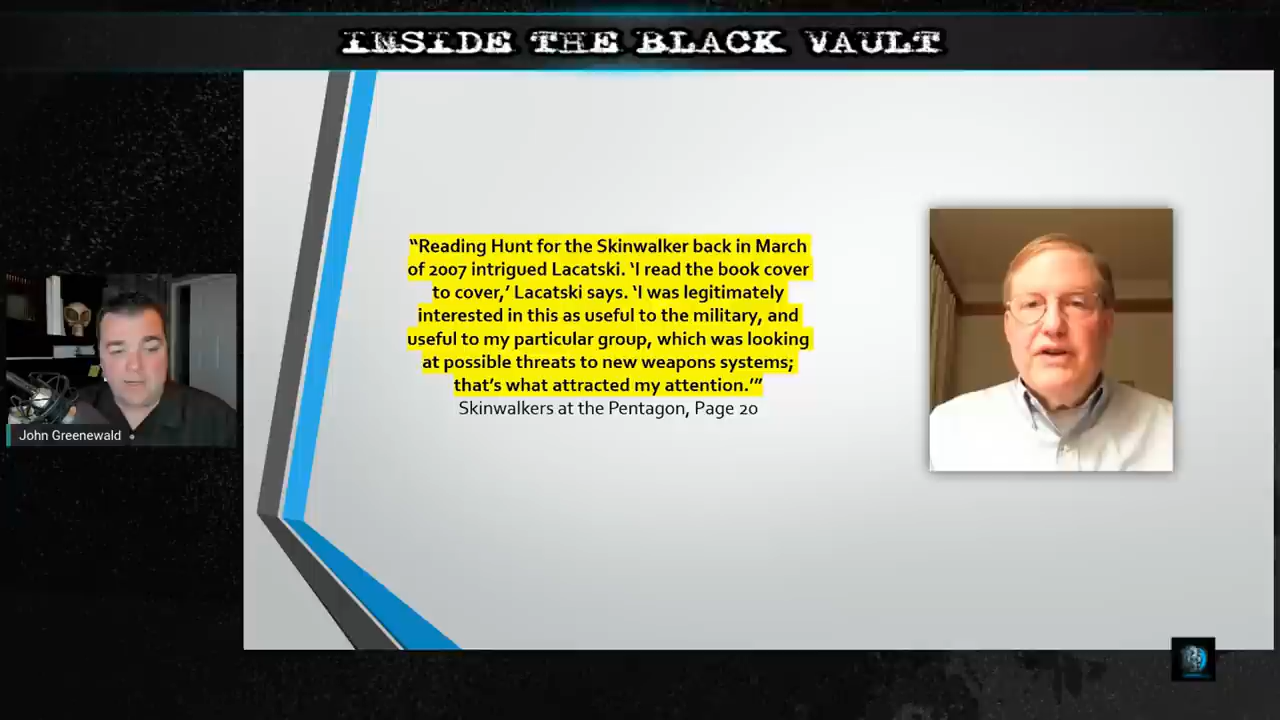 INSIDE THE BLACK VAULT
“Reading Hunt for the Skinwalker back in March
of 2007 intrigued Lacatski. ‘I read the book cover
to cover,’ Lacatski says. ‘I was legitimately
interested in this as useful to the military, and
useful to my particular group, which was looking
at possible threats to new weapons systems;
that’s what attracted my attention.’”
Skinwalkers at the Pentagon, Page 20
John Greenewald